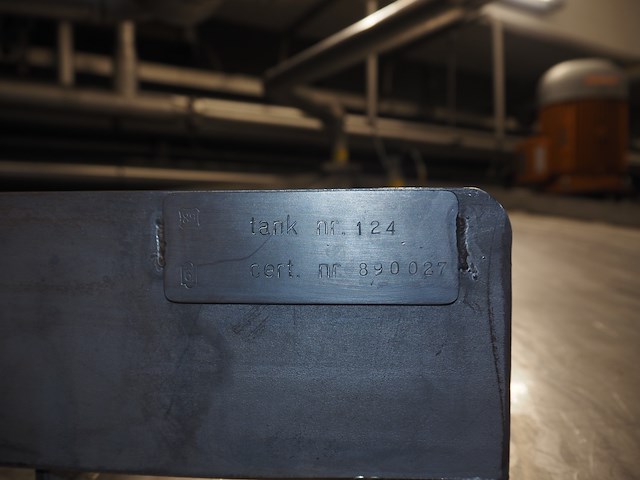 tank nr. 124
cert. nr 890027